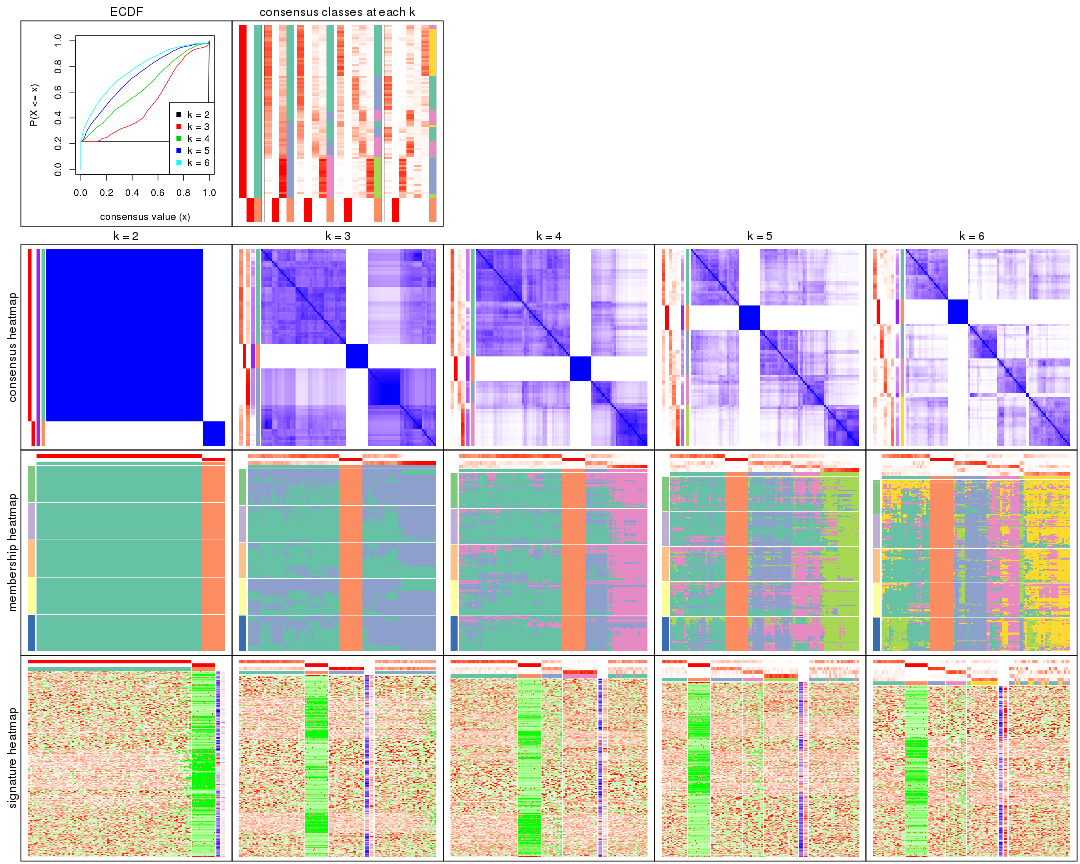 ECDF
consensus classes at each k
P(X <= x)
0.0 0.2 0.4 0.6 0.8 1.0
k = 2
k = 3
k = 4
k = 5
k = 6
0.0 0.2 0.4 0.6 0.8 1.0
consensus value (x)
k = 2
k = 3
k = 4
k = 5
k = 6
consensus heatmap
membership heatmap
signature heatmap